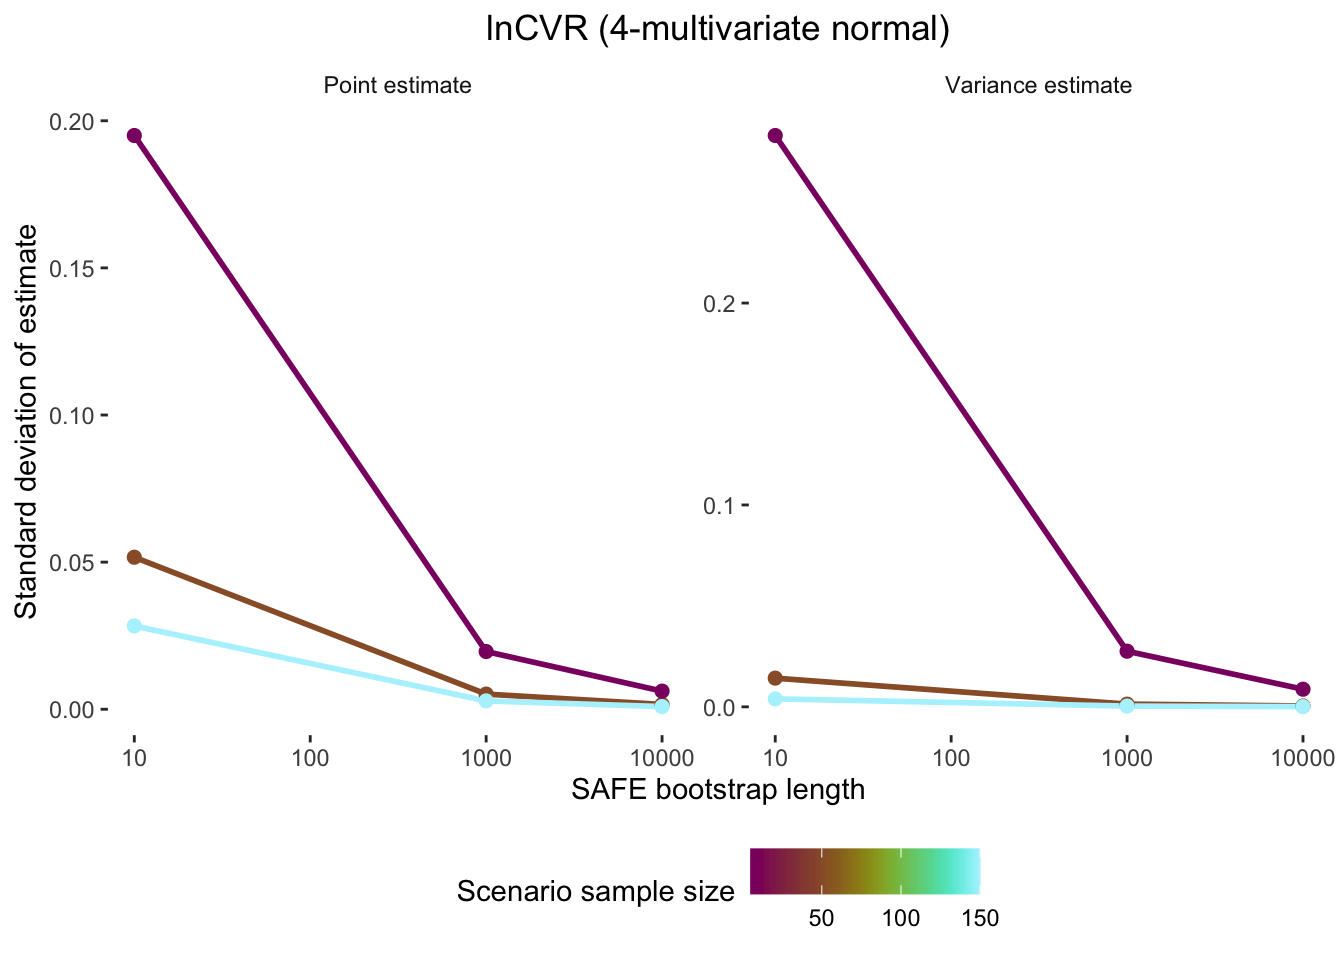 lnCVR (4-multivariate normal)
Point estimate
Variance estimate
Standard deviation of estimate
0.20
0.15
0.10
0.05
0.00
0.2
0.1
0.0
10 100 1000 10000
10 100 1000 10000
SAFE bootstrap length
Scenario sample size
50 100 150